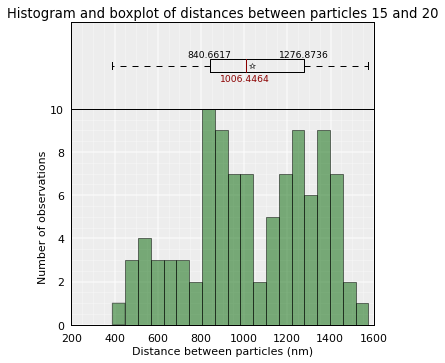 Histogram and boxplot of distances between particles 15 and 20
840.6617 1276.8736
1006.4464
10
8
6
4
2
0
Number of observations
200 400 600 800 1000 1200 1400 1600
Distance between particles (nm)